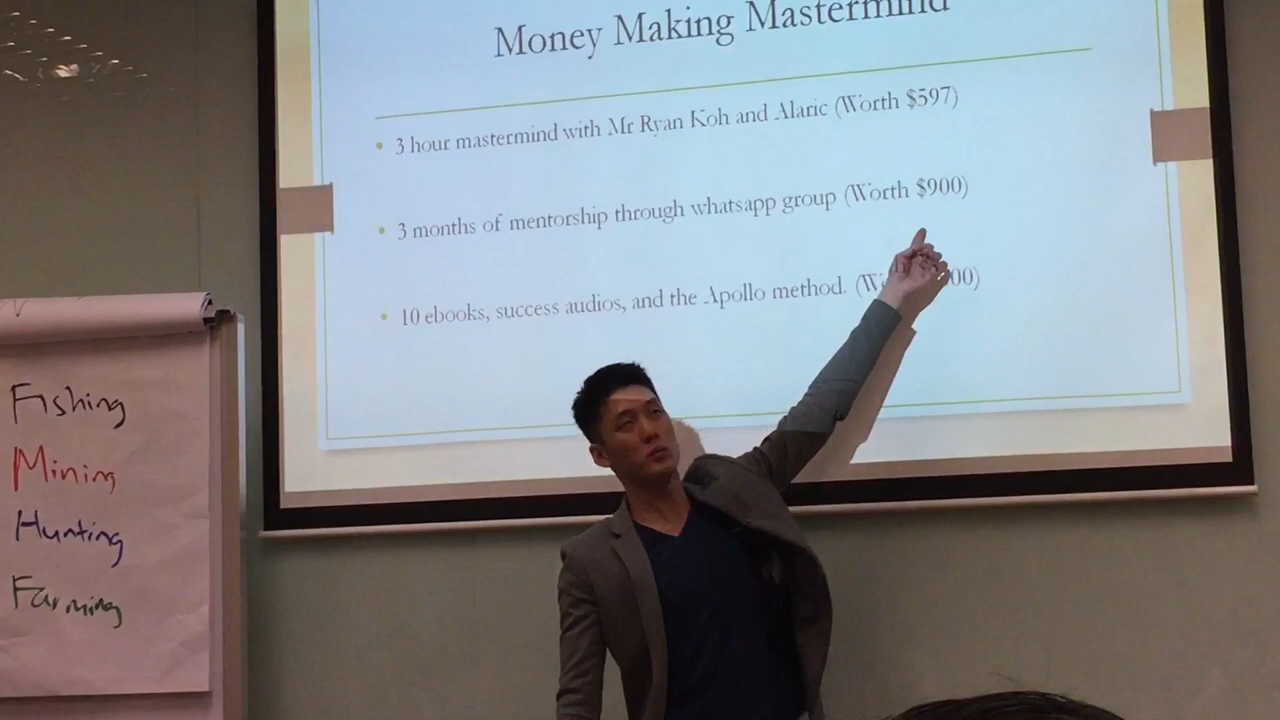 Money Making Mastermind
• 3 hour mastermind with Mr Ryan Koh and Alaric (Worth $597)
• 3 months of mentorship through whatsapp group (Worth $900)
• 10 ebooks, success audios, and the Apollo method.
Fishing
Mining
Hunting
Farming